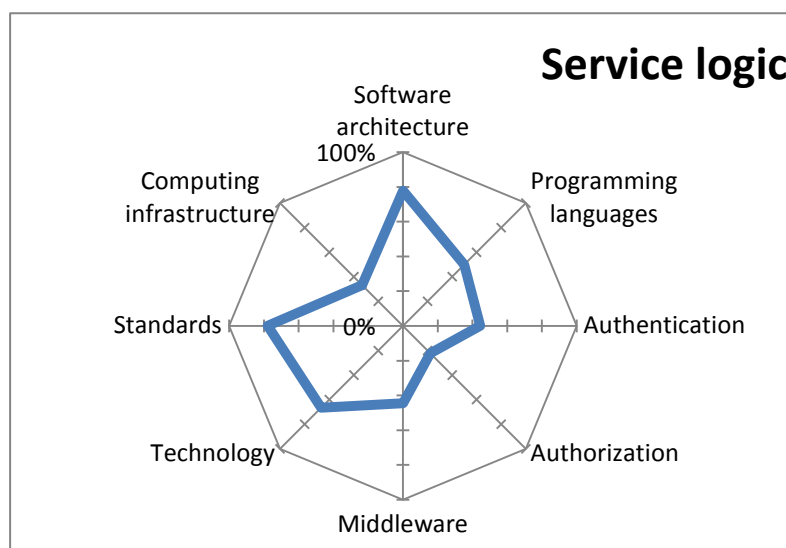 Service logic
Software
architecture
100%
Computing
infrastructure
Programming
languages
Standards
0%
Authentication
Technology
Authorization
Middleware